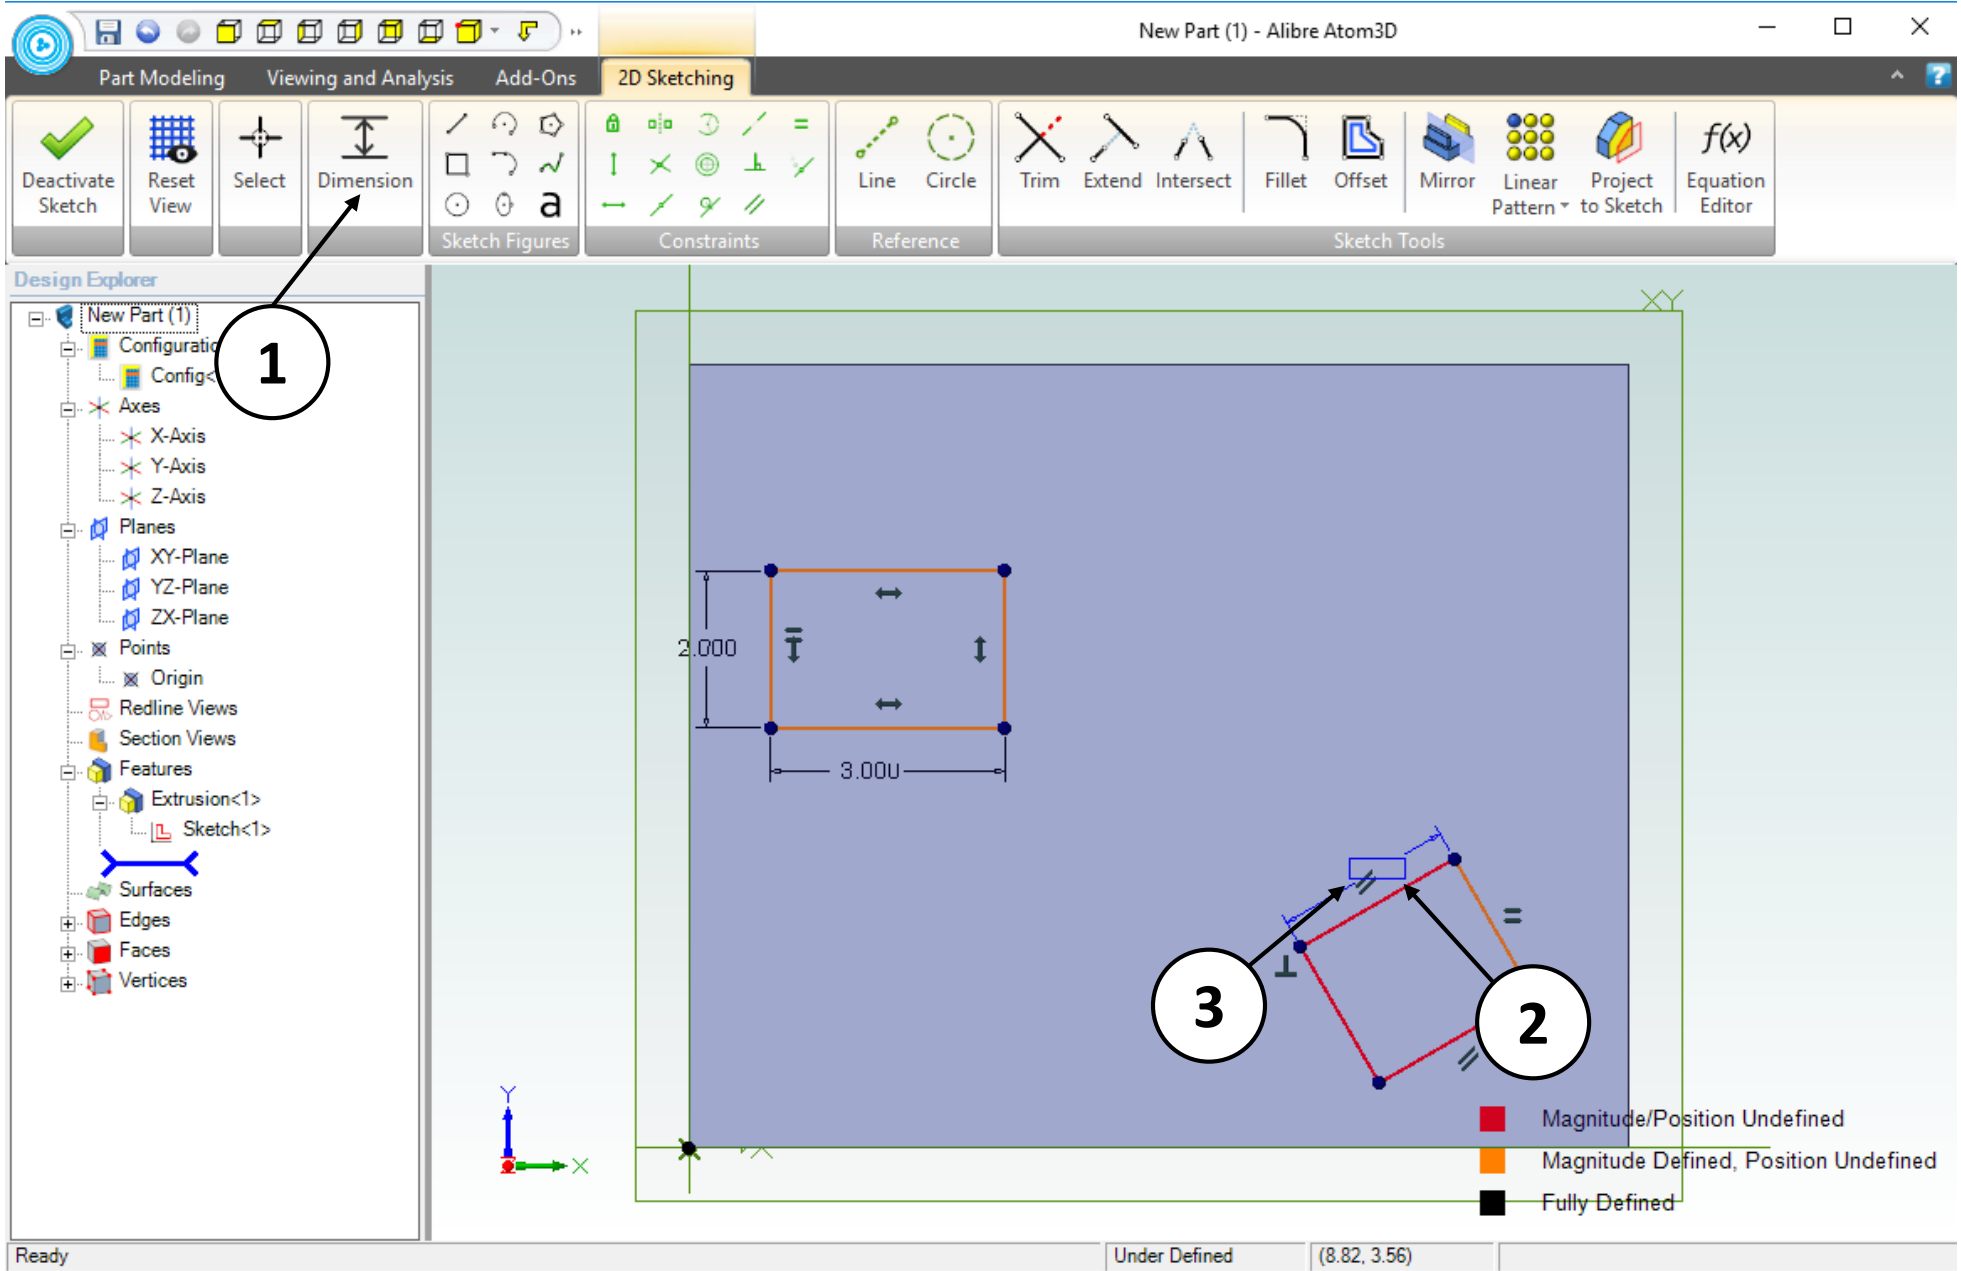 New Part (1) - Alibre Atom3D
Part Modeling
Viewing and Analysis
Add-Ons
2D Sketching
?
Deactivate
Sketch
Reset
View
Select
Dimension
a
Sketch Figures
Constraints
Line
Circle
Reference
Trim
Extend
Intersect
Fillet
Offset
Mirror
Linear
Pattern
Project
to Sketch
f(x)
Equation
Editor
Sketch Tools
Design Explorer
New Part (1)
Configuratio
Config<
Axes
X-Axis
Y-Axis
Z-Axis
Planes
XY-Plane
YZ-Plane
ZX-Plane
Points
Origin
Redline Views
Section Views
Features
Extrusion<1>
Sketch<1>
Surfaces
Edges
Faces
Vertices
1
XY
2.000
3.000
3
2
Y
X
Magnitude/Position Undefined
Magnitude Defined, Position Undefined
Fully Defined
Ready
Under Defined
(8.82, 3.56)